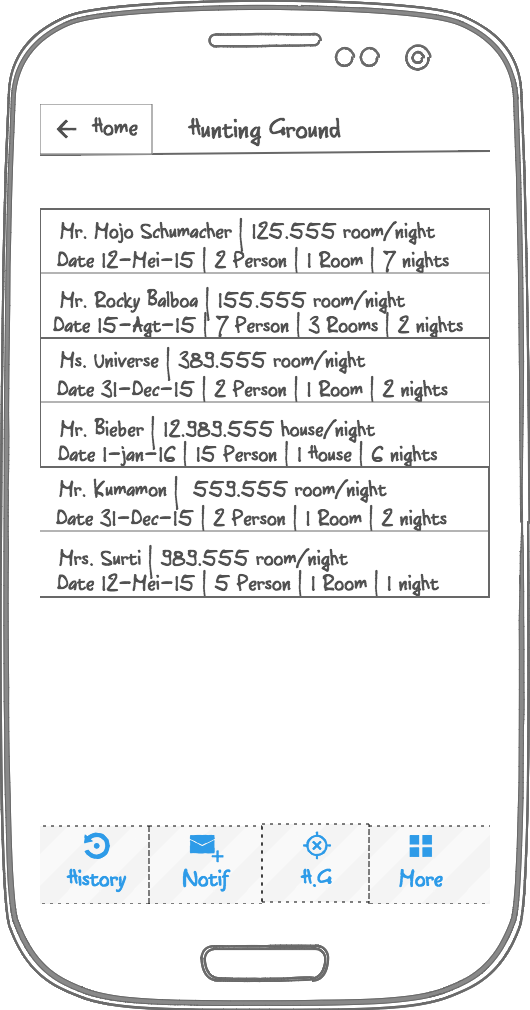 ← Home Hunting Ground
Mr. Mojo Schumacher | 125.555 room/night
Date 12-Mei-15 | 2 Person | 1 Room | 7 nights
Mr. Rocky Balboa | 155.555 room/night
Date 15-Agt-15 | 7 Person | 3 Rooms | 2 nights
Ms. Universe | 389.555 room/night
Date 31-Dec-15 | 2 Person | 1 Room | 2 nights
Mr. Bieber | 12.989.555 house/night
Date 1-jan-16 | 15 Person | 1 House | 6 nights
Mr. Kumamon | 559.555 room/night
Date 31-Dec-15 | 2 Person | 1 Room | 2 nights
Mrs. Surti | 989.555 room/night
Date 12-Mei-15 | 5 Person | 1 Room | 1 night
History Notif H.G More